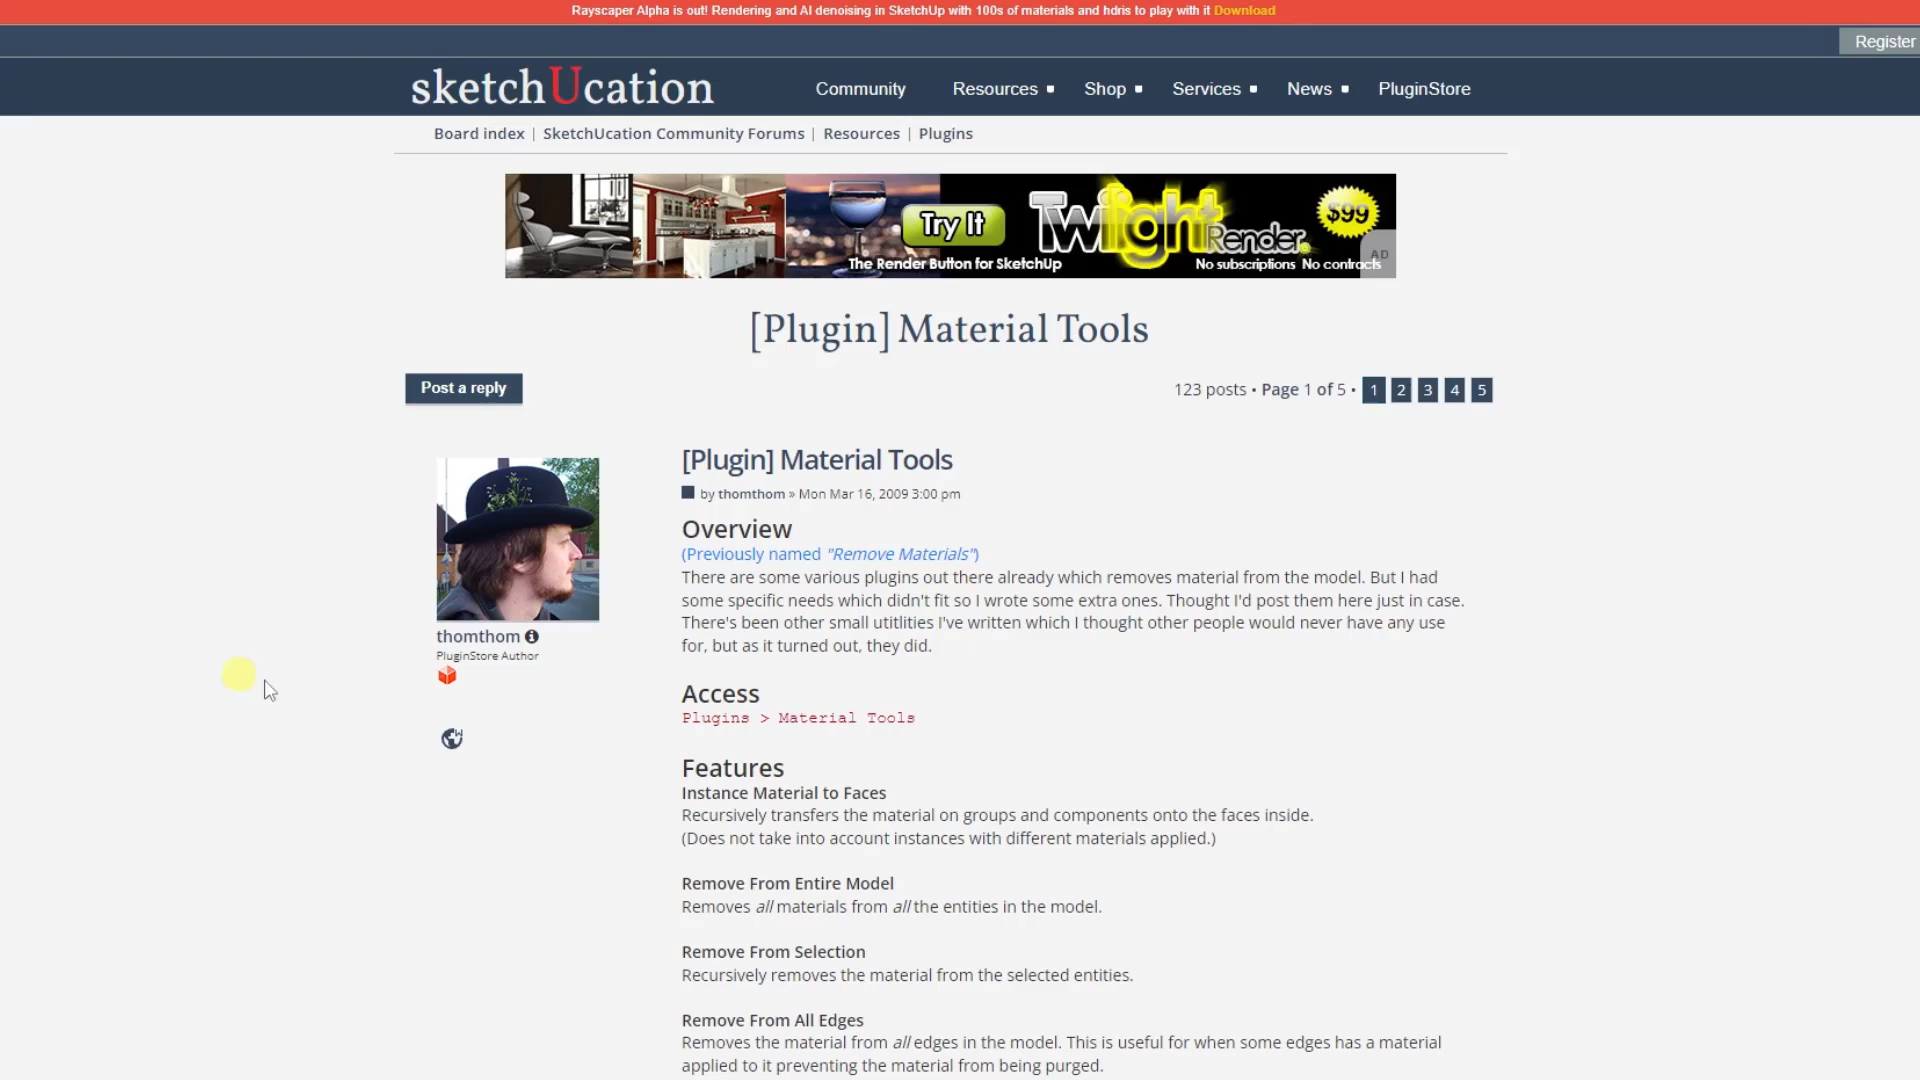 Rayscaper Alpha is out! Rendering and AI denoising in SketchUp with 100s of materials and hdris to play with it Download
Register
sketchUcation
Community Resources Shop Services News PluginStore
Board index | SketchUcation Community Forums | Resources | Plugins
Try It
Twilight
Render
$99
AD
The Render Button for SketchUp
No subscriptions No contracts
[Plugin] Material Tools
Post a reply
123 posts • Page 1 of 5 • 1 2 3 4 5
[Plugin] Material Tools
by thomthom » Mon Mar 16, 2009 3:00 pm
Overview
(Previously named "Remove Materials")
There are some various plugins out there already which removes material from the model. But I had
some specific needs which didn't fit so I wrote some extra ones. Thought I'd post them here just in case.
There's been other small utitlities I've written which I thought other people would never have any use
for, but as it turned out, they did.
thomthom
PluginStore Author
Access
Plugins > Material Tools
Features
Instance Material to Faces
Recursively transfers the material on groups and components onto the faces inside.
(Does not take into account instances with different materials applied.)
Remove From Entire Model
Removes all materials from all the entities in the model.
Remove From Selection
Recursively removes the material from the selected entities.
Remove From All Edges
Removes the material from all edges in the model. This is useful for when some edges has a material
applied to it preventing the material from being purged.